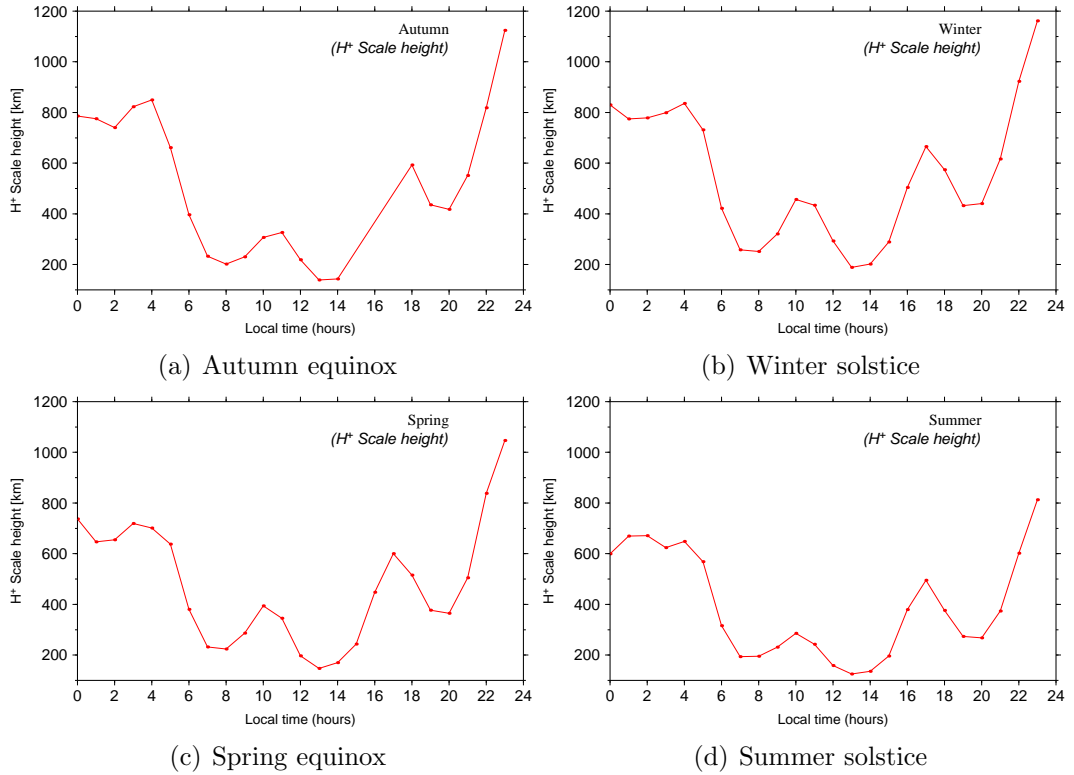 1200
1000
800
600
400
200
H+ Scale height [km]
0 2 4 6 8 10 12 14 16 18 20 22 24
Local time (hours)
Autumn
(H+ Scale height)
(a) Autumn equinox
1200
1000
800
600
400
200
H+ Scale height [km]
0 2 4 6 8 10 12 14 16 18 20 22 24
Local time (hours)
Winter
(H+ Scale height)
(b) Winter solstice
1200
1000
800
600
400
200
H+ Scale height [km]
0 2 4 6 8 10 12 14 16 18 20 22 24
Local time (hours)
Spring
(H+ Scale height)
(c) Spring equinox
1200
1000
800
600
400
200
H+ Scale height [km]
0 2 4 6 8 10 12 14 16 18 20 22 24
Local time (hours)
Summer
(H+ Scale height)
(d) Summer solstice